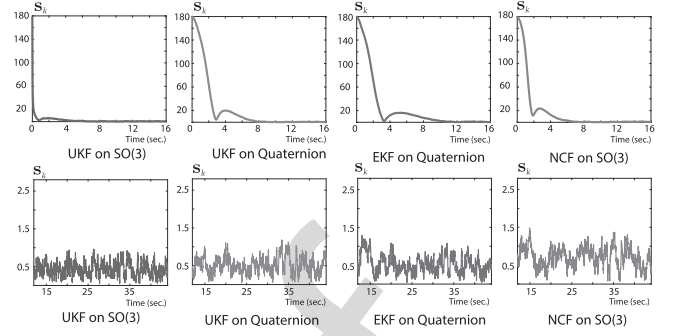 S_k
180 140 100 60 20
0 4 8 12 16
Time (sec.)
UKF on SO(3)
S_k
180 140 100 60 20
0 4 8 12 16
Time (sec.)
UKF on Quaternion
S_k
180 140 100 60 20
0 4 8 12 16
Time (sec.)
EKF on Quaternion
S_k
180 140 100 60 20
0 4 8 12 16
Time (sec.)
NCF on SO(3)
S_k
2.5 1.5 0.5
15 25 35
Time (sec.)
UKF on SO(3)
S_k
2.5 1.5 0.5
15 25 35
Time (sec.)
UKF on Quaternion
S_k
2.5 1.5 0.5
15 25 35
Time (sec.)
EKF on Quaternion
S_k
2.5 1.5 0.5
15 25 35
Time (sec.)
NCF on SO(3)